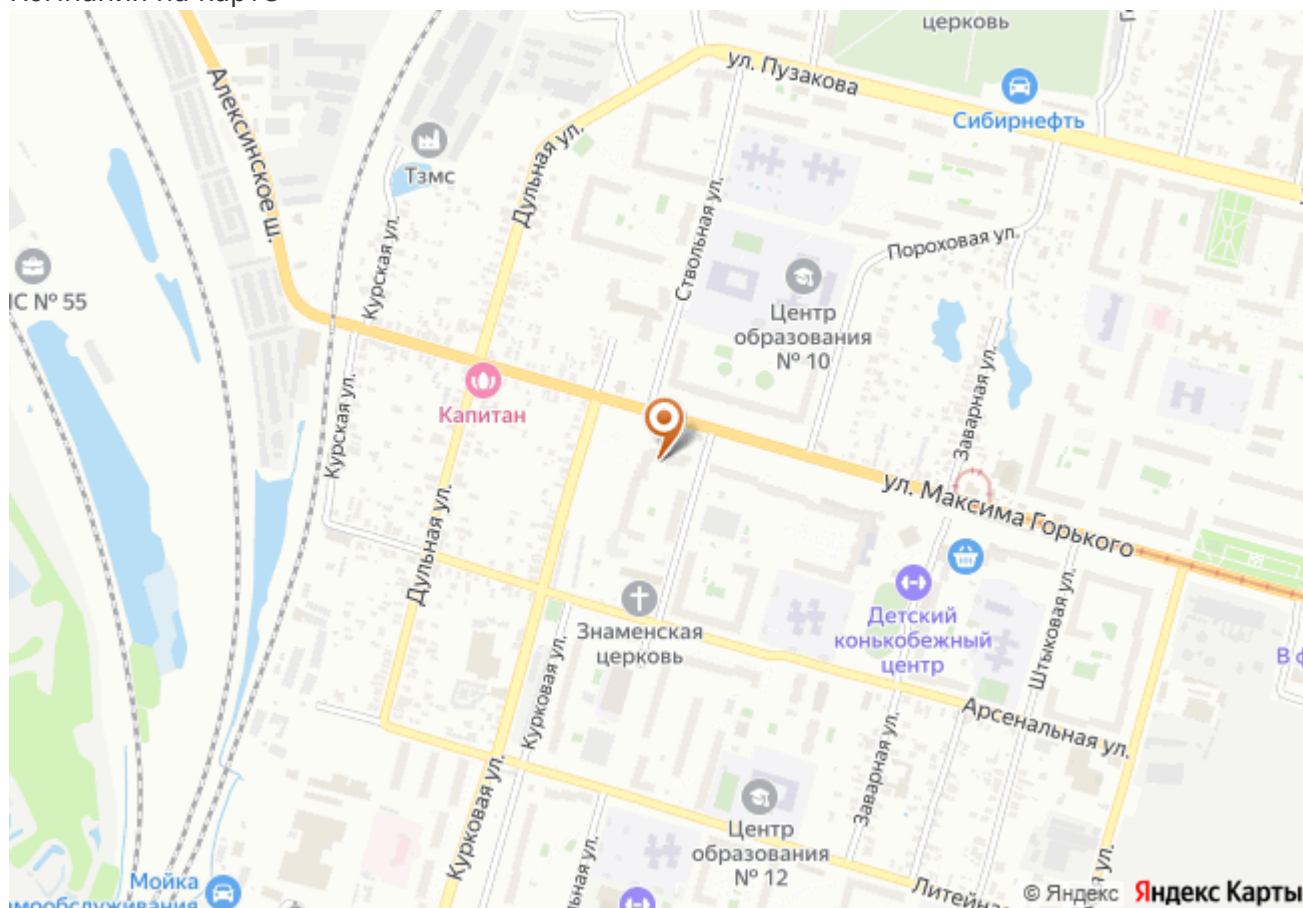 церковь
ул. Пузакова
Сибирнефть
Алексинское ш.
Тзмс
Дульная ул.
Курская ул.
Ствольная ул.
Пороховая ул.
№ 55
Центр
образования
№ 10
Капитан
Курская ул.
Заварная ул.
ул. Максима Горького
Дульная ул.
Детский
конькобежный
центр
Знаменская
церковь
Штыковая ул.
Курковая ул.
Арсенальная ул.
Заварная ул.
Курковая ул.
Центр
образования
№ 12
Мойка
© Яндекс Яндекс Карты